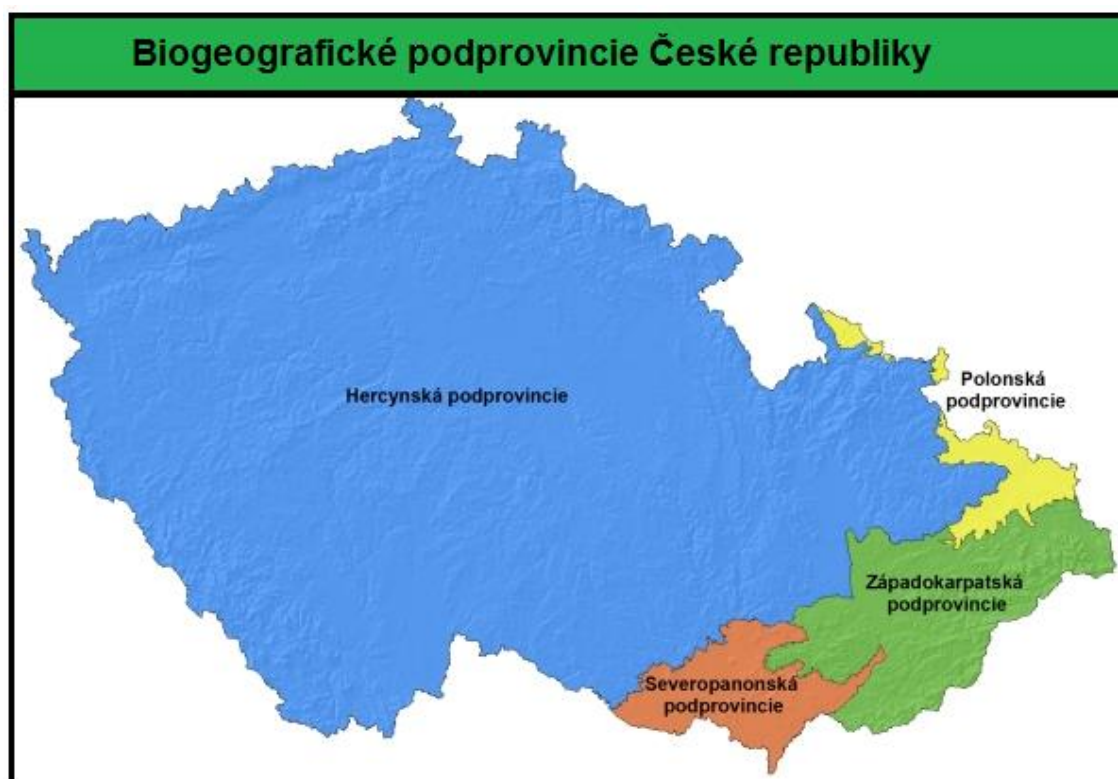 Biogeografické podprovincie České republiky
Hercynská podprovincie
Polonská
podprovincie
Západokarpatská
podprovincie
Severopanonská
podprovincie